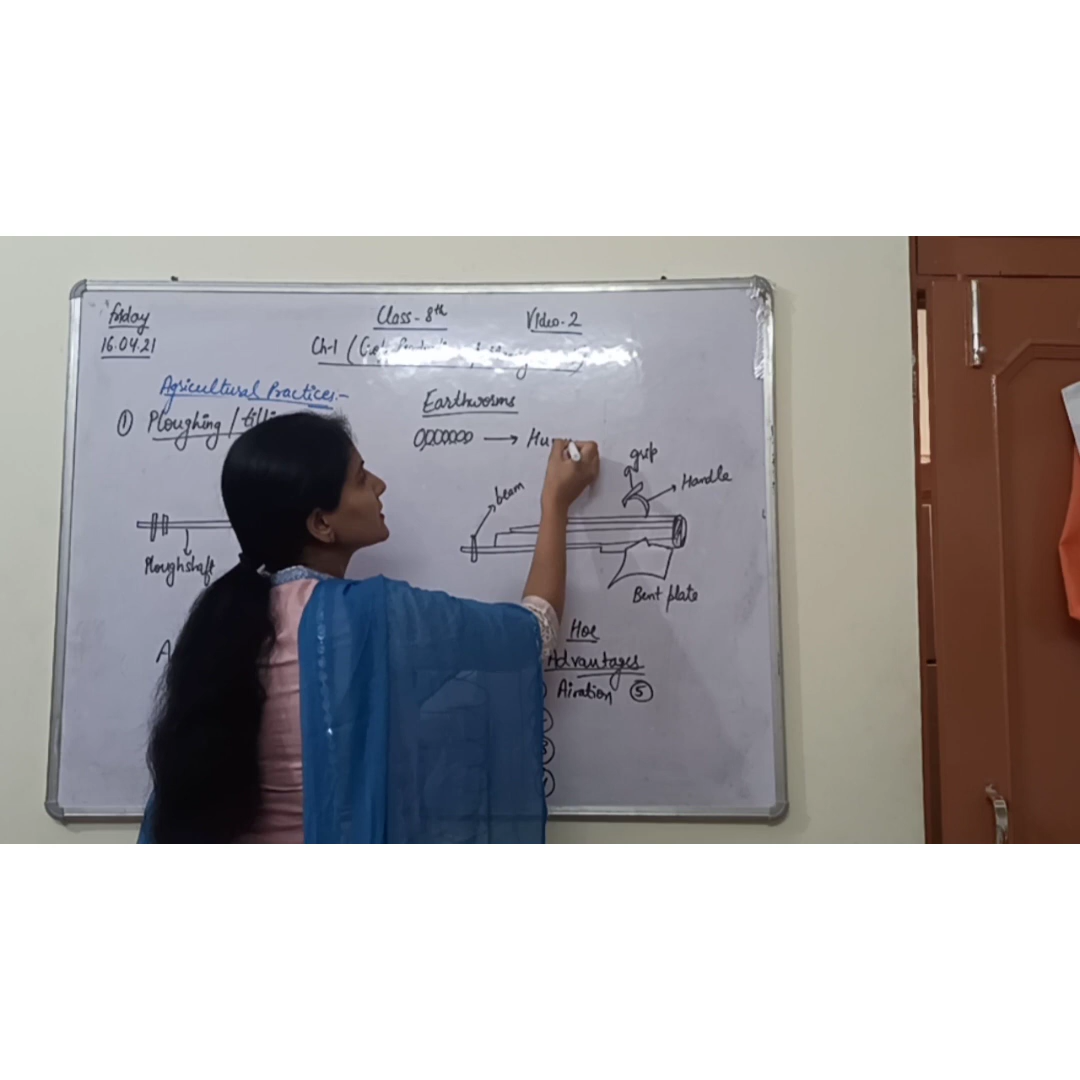 Friday
16.04.21
Class - 8th
Video - 2
Ch-1 (
Agricultural Practices:-
① Ploughing /
Ploughshaft
A
Earthworms
→ Hu
beam
grip
Handle
Bent plate
Hoe
Advantages
) Airation ⑤